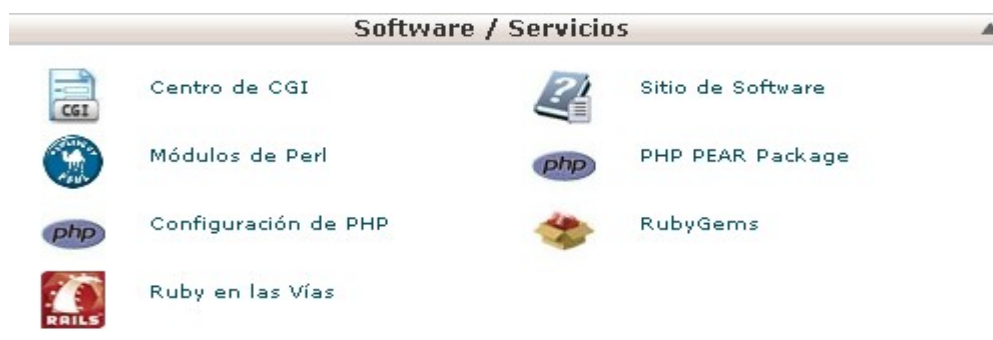 Software / Servicios
Centro de CGI
Sitio de Software
CGI
Módulos de Perl
PHP PEAR Package
php
Configuración de PHP
RubyGems
php
Ruby en las Vías
RAILS